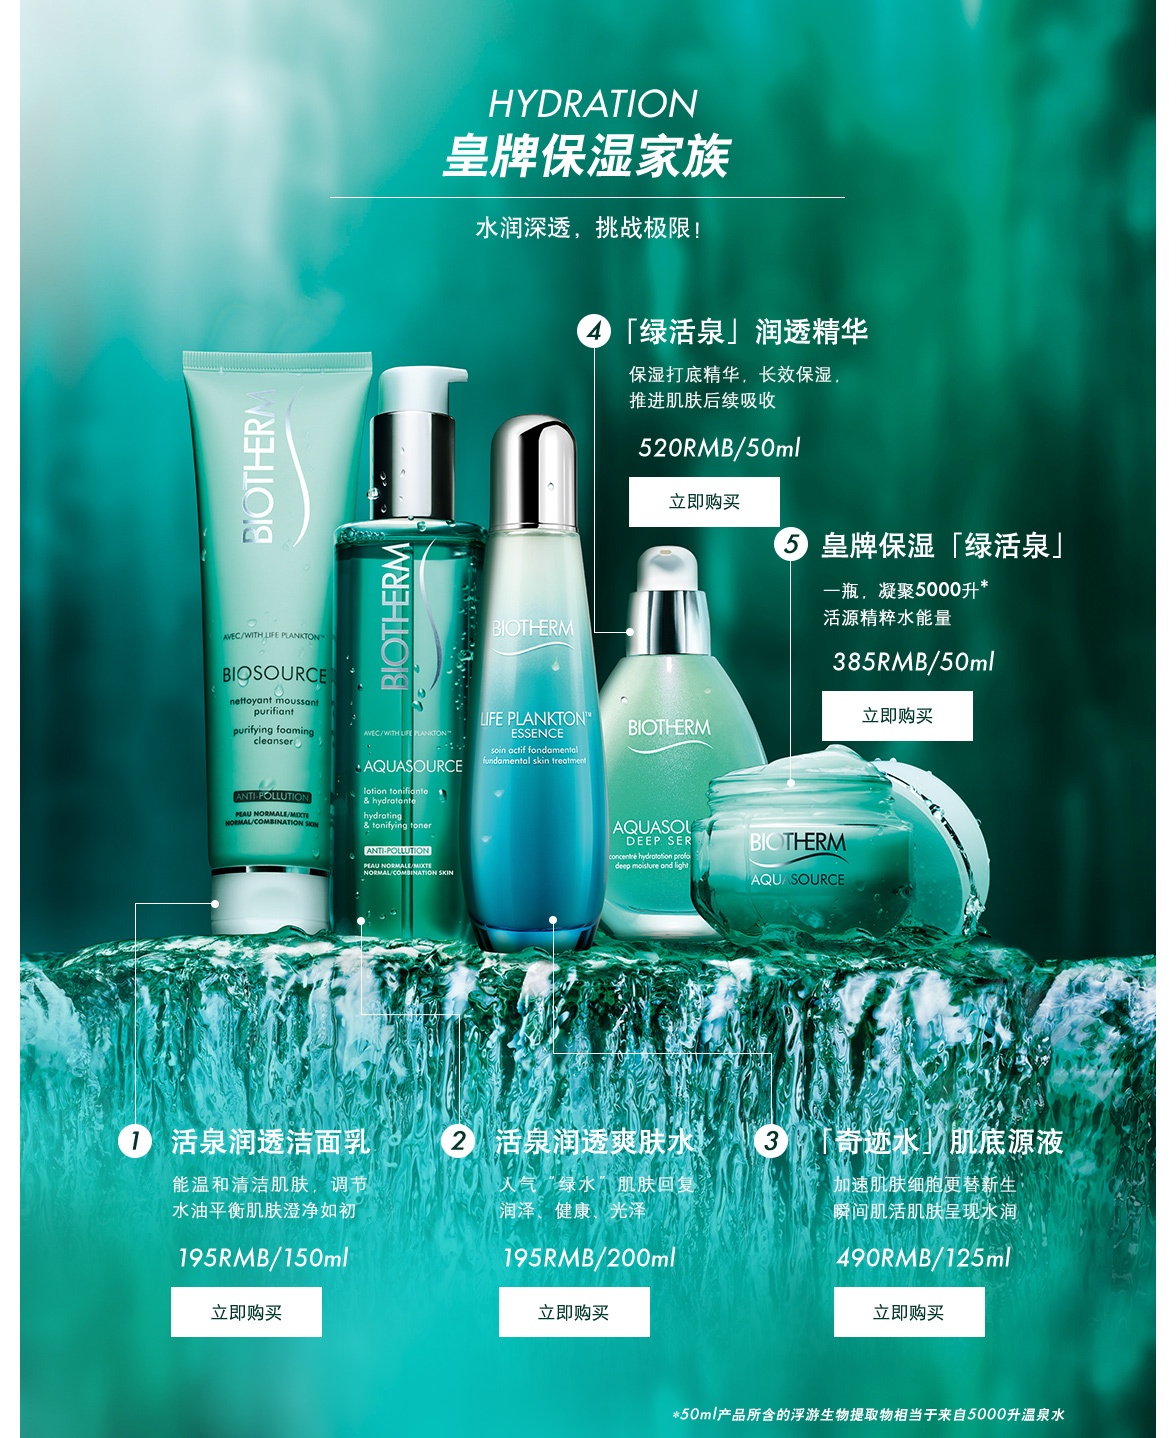 HYDRATION
皇牌保湿家族
水润深透，挑战极限！
4 「绿活泉」润透精华
保湿打底精华，长效保湿，
推进肌肤后续吸收
520RMB/50ml
立即购买
5 皇牌保湿「绿活泉」
一瓶，凝聚5000升*
活源精粹水能量
385RMB/50ml
立即购买
BIOTHERM
AVEC/WITH LIFE PLANKTON™
BIOSOURCE
nettoyant moussant
purifiant
purifying foaming
cleanser
ANTI-POLLUTION
PEAU NORMALE/MIXTE
NORMAL/COMBINATION SKIN
BIOTHERM
AVEC/WITH LIFE PLANKTON™
AQUASOURCE
lotion tonifiante
& hydratante
hydrating
& tonifying toner
ANTI-POLLUTION
PEAU NORMALE/MIXTE
NORMAL/COMBINATION SKIN
BIOTHERM
LIFE PLANKTON™
ESSENCE
soin actif fondamental
fundamental skin treatment
BIOTHERM
AQUASOU
DEEP SER
concentré hydratation profo
deep moisture and light
BIOTHERM
AQUASOURCE
1 活泉润透洁面乳
能温和清洁肌肤，调节
水油平衡肌肤澄净如初
195RMB/150ml
立即购买
2 活泉润透爽肤水
人气“绿水”肌肤回复
润泽、健康、光泽
195RMB/200ml
立即购买
3 「奇迹水」肌底源液
加速肌肤细胞更替新生
瞬间肌活肌肤呈现水润
490RMB/125ml
立即购买
*50ml产品所含的浮游生物提取物相当于来自5000升温泉水